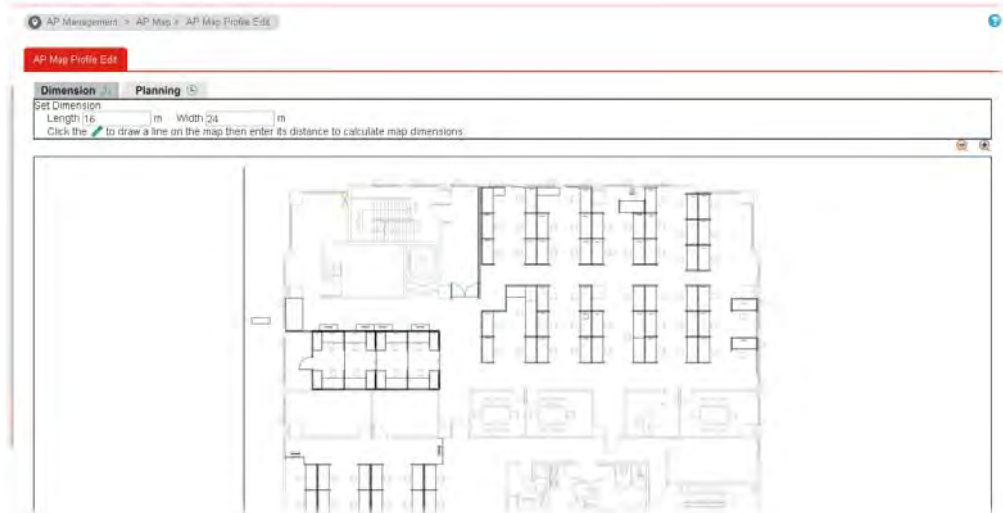 AP Management > AP Map > AP Map Profile Edit
AP Map Profile Edit
Dimension Planning
Set Dimension
Length 16 m Width 24 m
Click the to draw a line on the map then enter its distance to calculate map dimensions